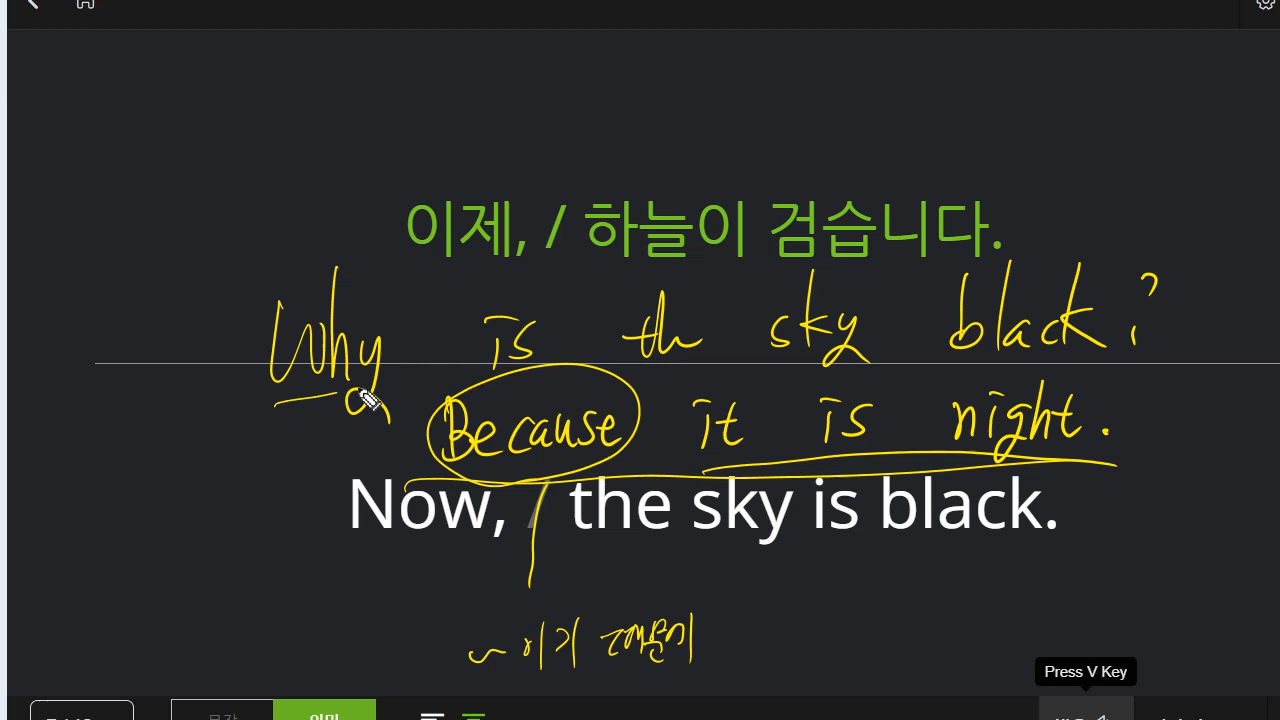 이제, / 하늘이 검습니다.
Why is the sky black?
Because it is night.
Now, / the sky is black.
~ 이기 때문에
Press V Key